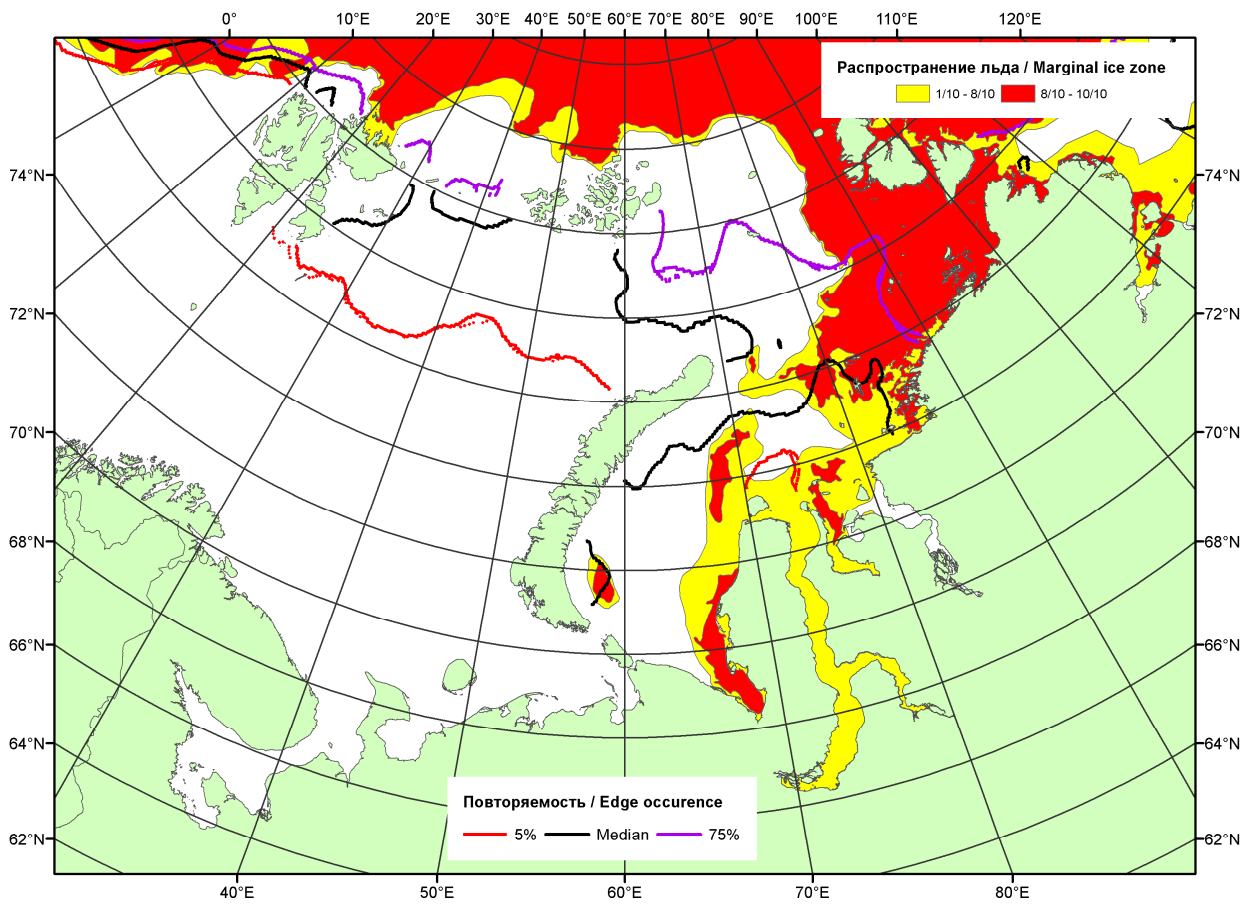 0° 10°E 20°E 30°E 40°E 50°E 60°E 70°E 80°E 90°E 100°E 110°E 120°E
Распространение льда / Marginal ice zone
1/10 - 8/10 8/10 - 10/10
74°N 74°N
72°N 72°N
70°N 70°N
68°N 68°N
66°N 66°N
64°N 64°N
Повторяемость / Edge occurence
5% Median 75%
62°N 62°N
40°E 50°E 60°E 70°E 80°E